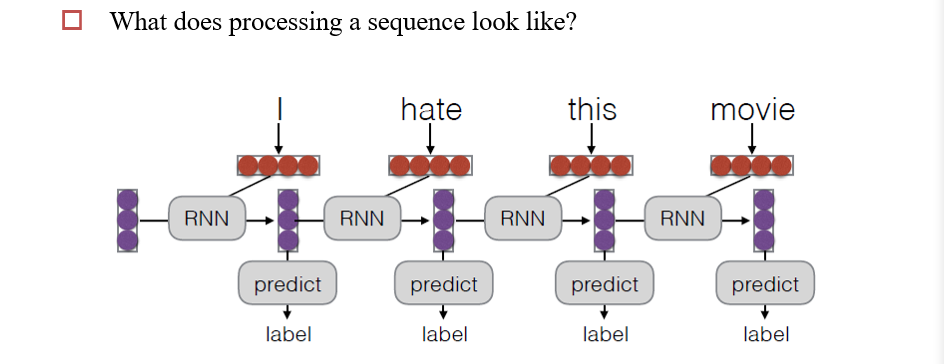 What does processing a sequence look like?
I hate this movie
RNN RNN RNN RNN
predict predict predict predict
label label label label